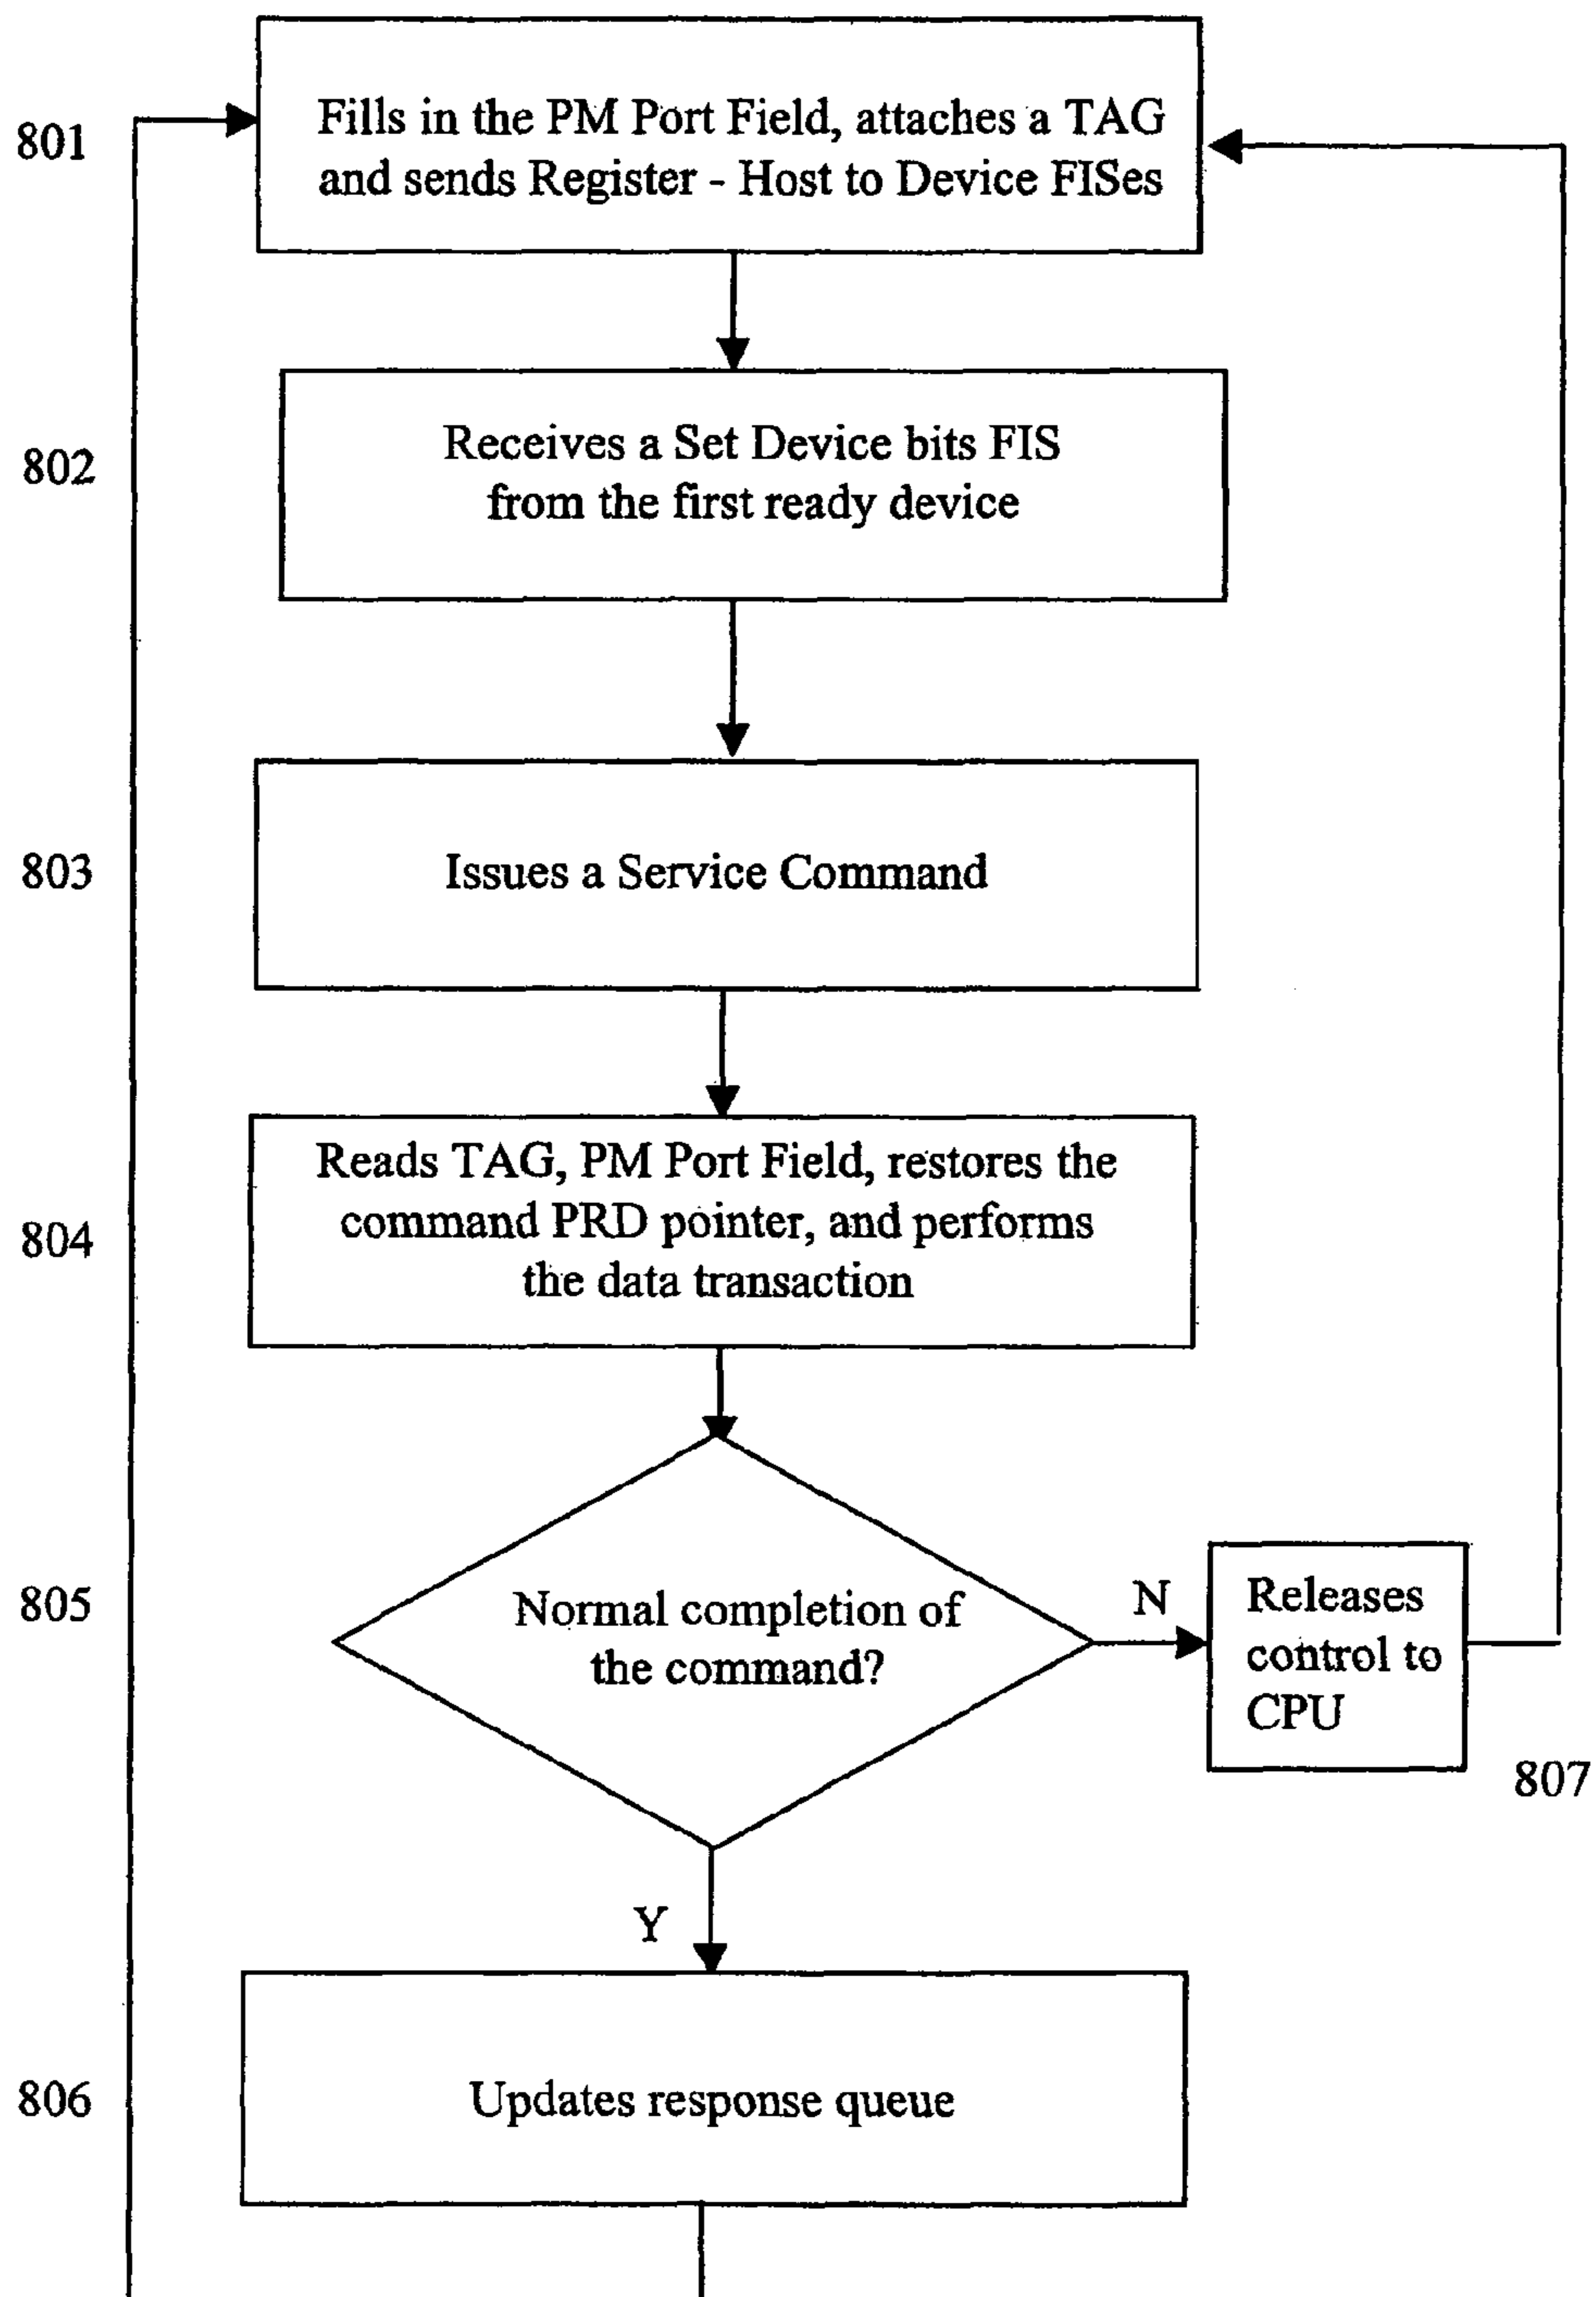 801
Fills in the PM Port Field, attaches a TAG
and sends Register - Host to Device FISes
802
Receives a Set Device bits FIS
from the first ready device
803
Issues a Service Command
804
Reads TAG, PM Port Field, restores the
command PRD pointer, and performs
the data transaction
805
Normal completion of
the command?
N
Releases
control to
CPU
807
Y
806
Updates response queue